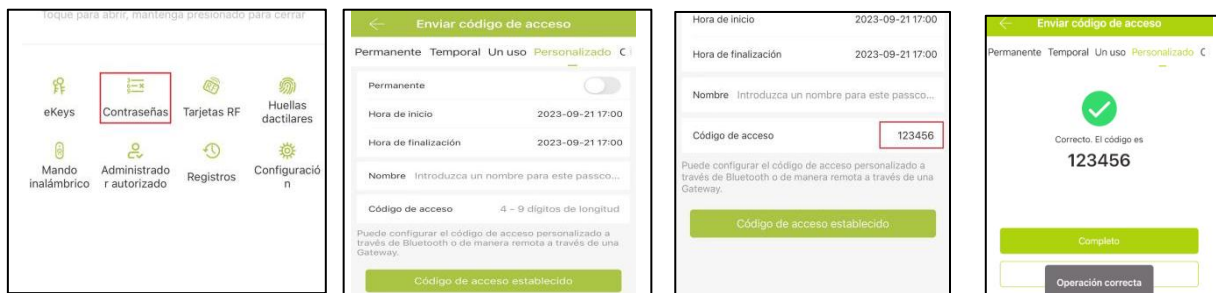 Toque para abrir, mantenga presionado para cerrar
eKeys
Contraseñas
Tarjetas RF
Huellas
dactilares
Mando
inalámbrico
Administrado
r autorizado
Registros
Configuració
n
Enviar código de acceso
Permanente Temporal Un uso Personalizado C
Permanente
Hora de inicio 2023-09-21 17:00
Hora de finalización 2023-09-21 17:00
Nombre Introduzca un nombre para este passco...
Código de acceso 4 - 9 dígitos de longitud
Puede configurar el código de acceso personalizado a
través de Bluetooth o de manera remota a través de una
Gateway.
Código de acceso establecido
Hora de inicio 2023-09-21 17:00
Hora de finalización 2023-09-21 17:00
Nombre Introduzca un nombre para este passco...
Código de acceso 123456
Puede configurar el código de acceso personalizado a
través de Bluetooth o de manera remota a través de una
Gateway.
Código de acceso establecido
Enviar código de acceso
Permanente Temporal Un uso Personalizado C
Correcto. El código es
123456
Completo
Operación correcta